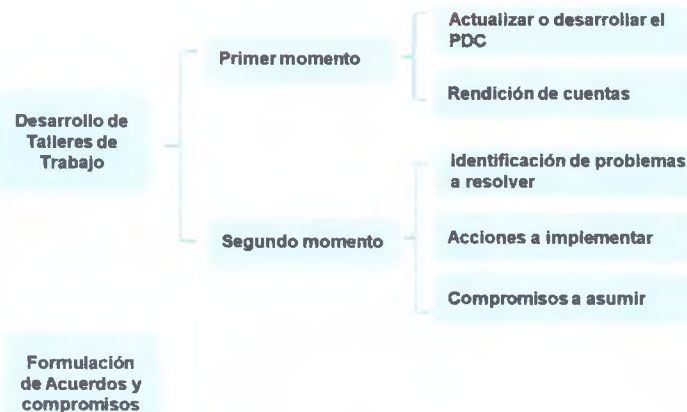 Actualizar o desarrollar el
PDC
Primer momento
Rendición de cuentas
Desarrollo de
Talleres de
Trabajo
Identificación de problemas
a resolver
Segundo momento
Acciones a implementar
Compromisos a asumir
Formulación
de Acuerdos y
compromisos